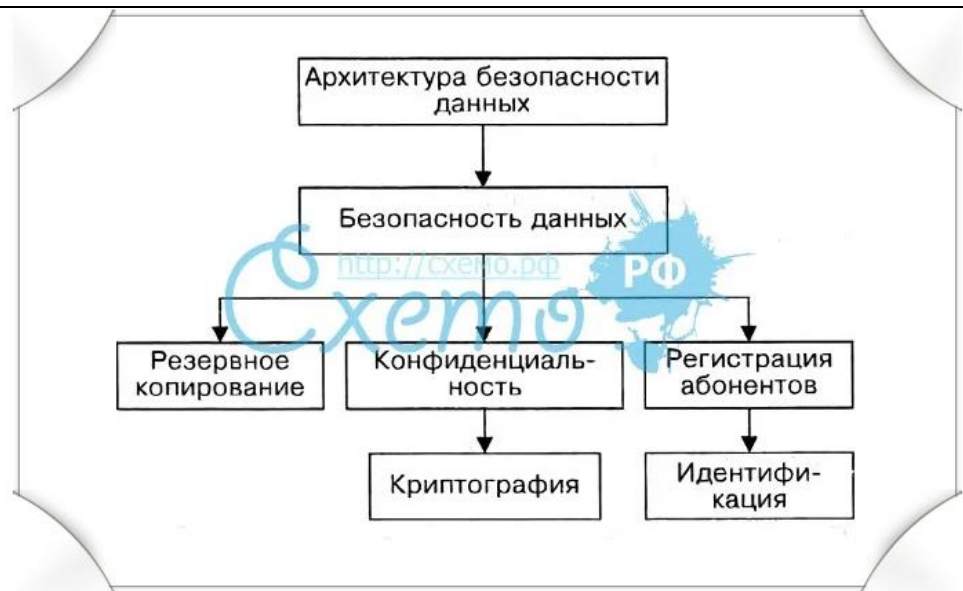 Архитектура безопасности
данных
Безопасность данных
http://схемо.рф
Схемо
РФ
Резервное
копирование
Конфиденциаль-
ность
Регистрация
абонентов
Криптография
Идентифи-
кация